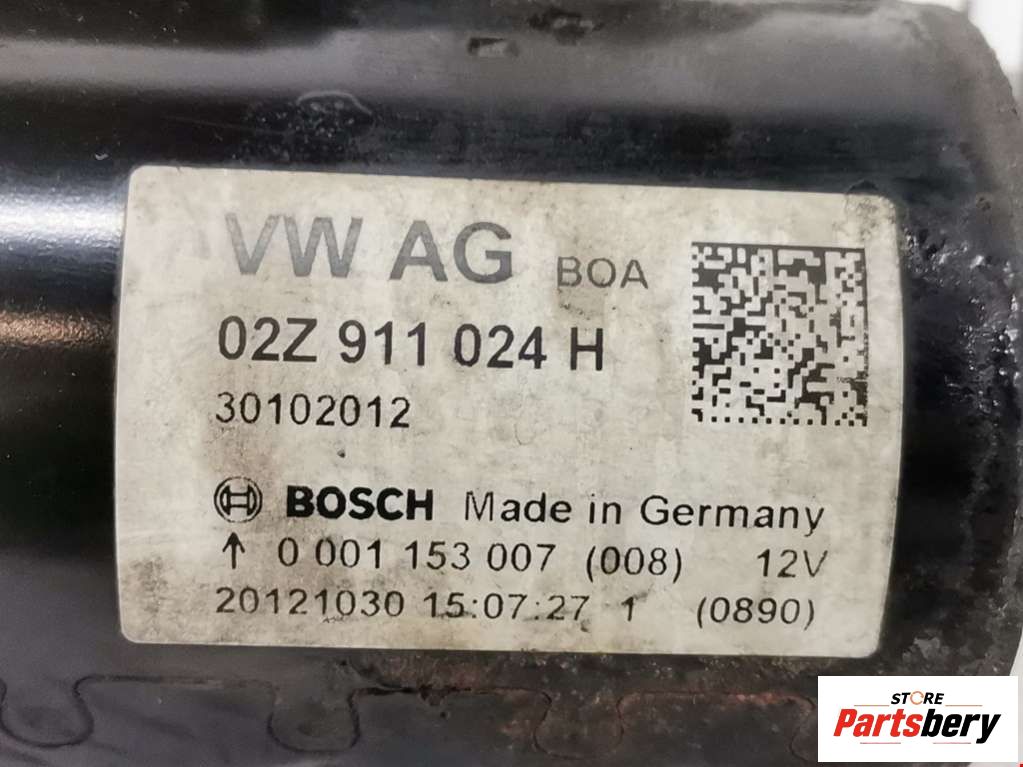 VW AG BOA
02Z 911 024 H
30102012
BOSCH Made in Germany
↑ 0 001 153 007 (008) 12V
20121030 15:07:27 1 (0890)
STORE
Partsbery